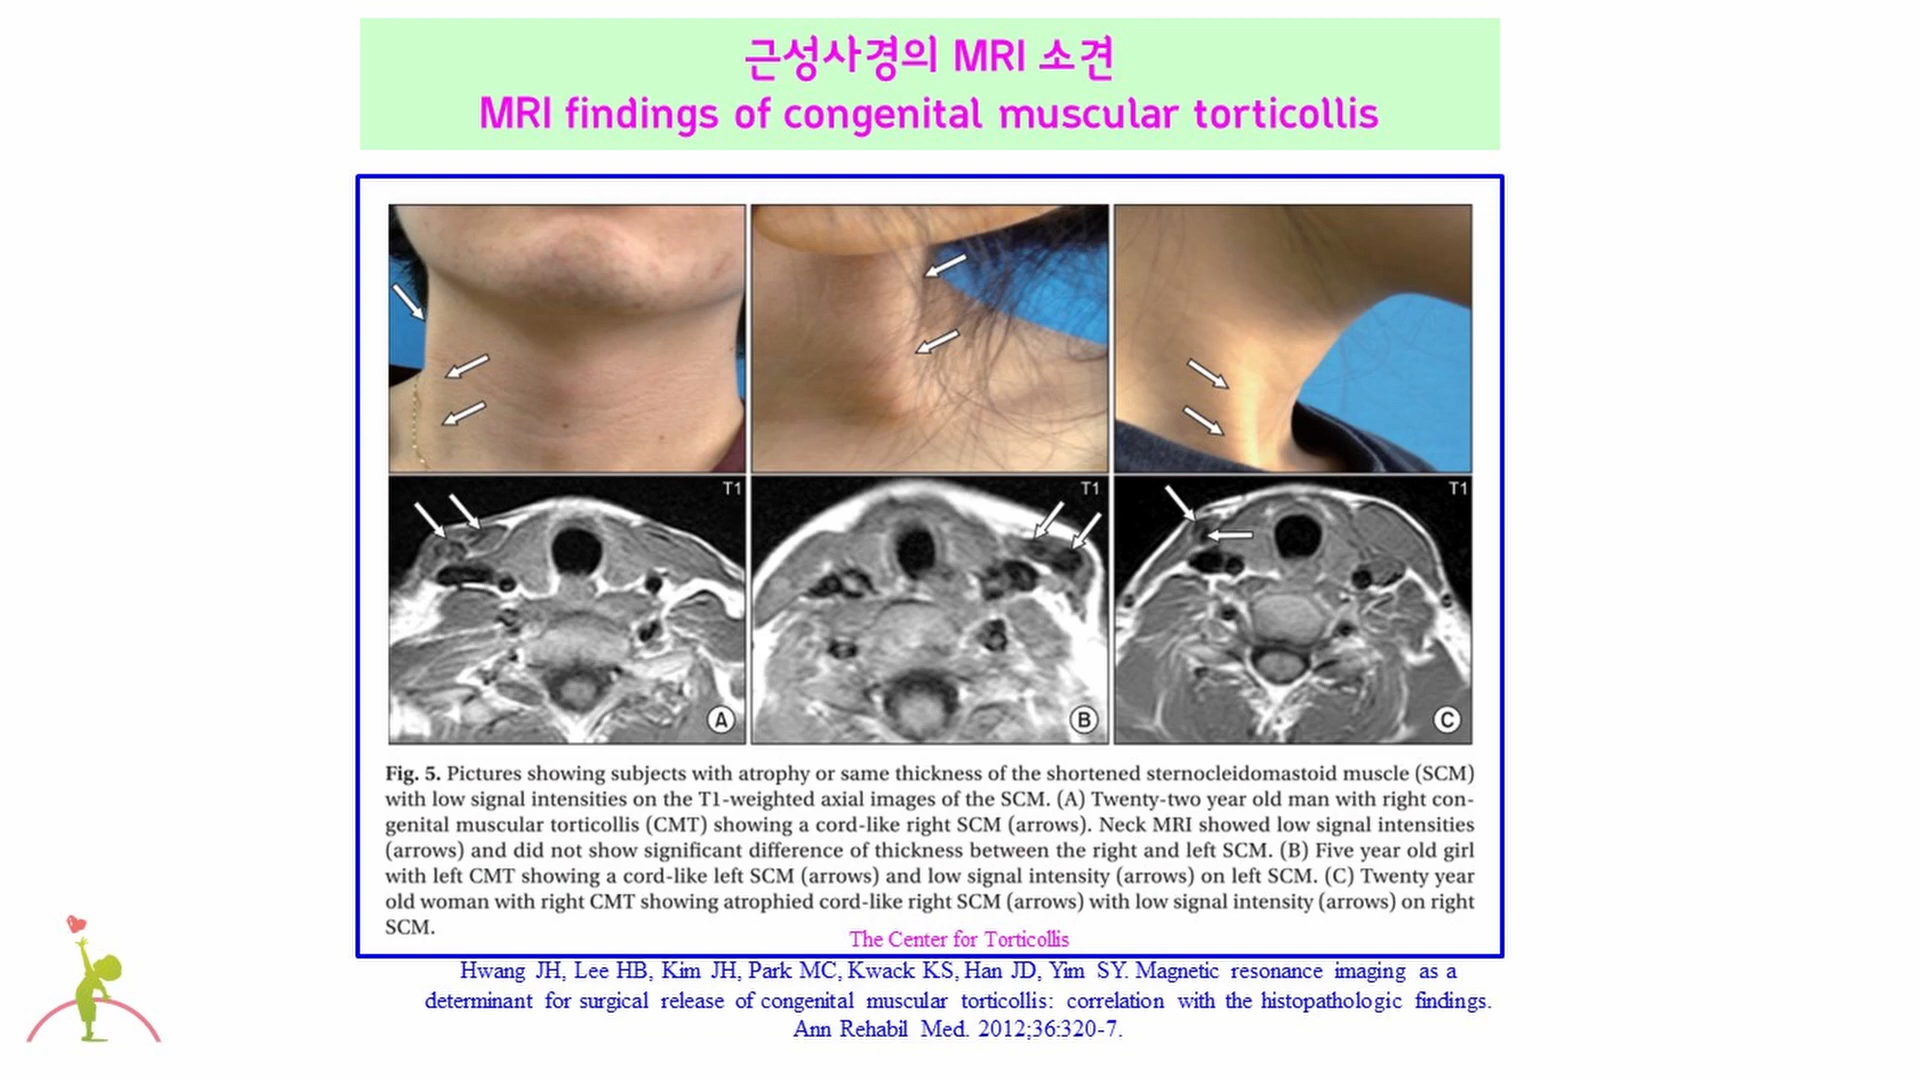 근성사경의 MRI 소견
MRI findings of congenital muscular torticollis
T1
T1
T1
A
B
C
Fig. 5. Pictures showing subjects with atrophy or same thickness of the shortened sternocleidomastoid muscle (SCM)
with low signal intensities on the T1-weighted axial images of the SCM. (A) Twenty-two year old man with right con-
genital muscular torticollis (CMT) showing a cord-like right SCM (arrows). Neck MRI showed low signal intensities
(arrows) and did not show significant difference of thickness between the right and left SCM. (B) Five year old girl
with left CMT showing a cord-like left SCM (arrows) and low signal intensity (arrows) on left SCM. (C) Twenty year
old woman with right CMT showing atrophied cord-like right SCM (arrows) with low signal intensity (arrows) on right
SCM.
The Center for Torticollis
Hwang JH, Lee HB, Kim JH, Park MC, Kwack KS, Han JD, Yim SY. Magnetic resonance imaging as a
determinant for surgical release of congenital muscular torticollis: correlation with the histopathologic findings.
Ann Rehabil Med. 2012;36:320-7.